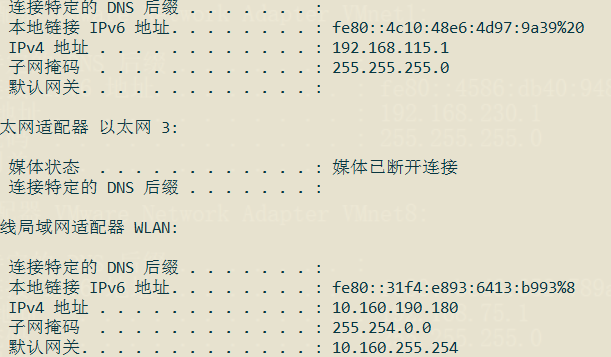 连接特定的 DNS 后缀 . . . . . . . :
本地链接 IPv6 地址. . . . . . . . : fe80::4c10:48e6:4d97:9a39%20
IPv4 地址 . . . . . . . . . . . . : 192.168.115.1
子网掩码 . . . . . . . . . . . . : 255.255.255.0
默认网关. . . . . . . . . . . . . :
太网适配器 以太网 3:
媒体状态 . . . . . . . . . . . . : 媒体已断开连接
连接特定的 DNS 后缀 . . . . . . . :
线局域网适配器 WLAN:
连接特定的 DNS 后缀 . . . . . . . :
本地链接 IPv6 地址. . . . . . . . : fe80::31f4:e893:6413:b993%8
IPv4 地址 . . . . . . . . . . . . : 10.160.190.180
子网掩码 . . . . . . . . . . . . : 255.254.0.0
默认网关. . . . . . . . . . . . . : 10.160.255.254